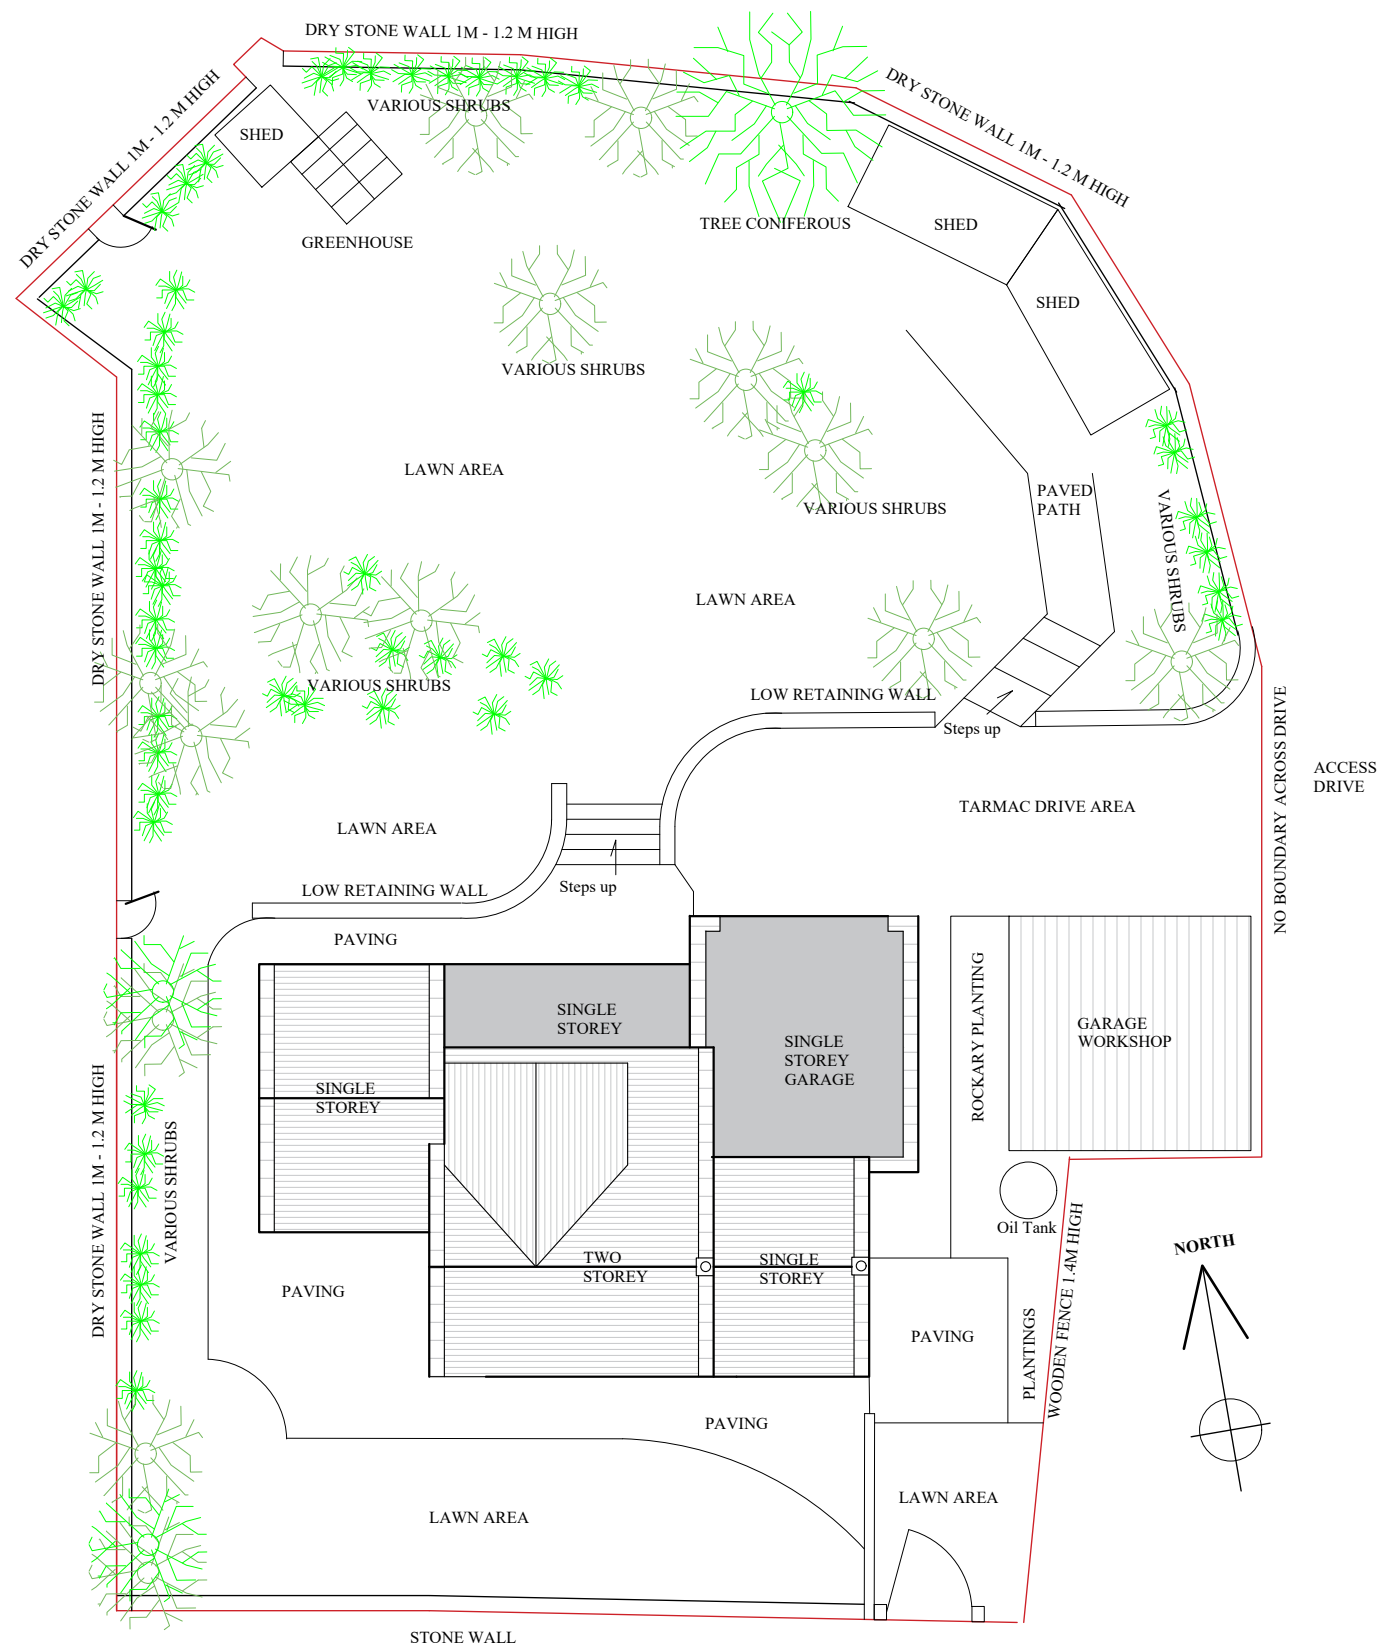 DRY STONE WALL 1M - 1.2 M HIGH
DRY STONE WALL 1M - 1.2 M HIGH
DRY STONE WALL 1M - 1.2 M HIGH
VARIOUS SHRUBS
SHED
TREE CONIFEROUS
SHED
GREENHOUSE
SHED
VARIOUS SHRUBS
LAWN AREA
DRY STONE WALL 1M - 1.2 M HIGH
PAVED
PATH
VARIOUS SHRUBS
VARIOUS SHRUBS
LAWN AREA
VARIOUS SHRUBS
LOW RETAINING WALL
Steps up
NO BOUNDARY ACROSS DRIVE
ACCESS
DRIVE
TARMAC DRIVE AREA
LAWN AREA
LOW RETAINING WALL
Steps up
PAVING
SINGLE
STOREY
ROCKARY PLANTING
GARAGE
WORKSHOP
SINGLE
STOREY
GARAGE
SINGLE
STOREY
DRY STONE WALL 1M - 1.2 M HIGH
VARIOUS SHRUBS
Oil Tank
NORTH
TWO
STOREY
SINGLE
STOREY
PAVING
PAVING
PLANTINGS
WOODEN FENCE 1.4M HIGH
PAVING
LAWN AREA
LAWN AREA
STONE WALL